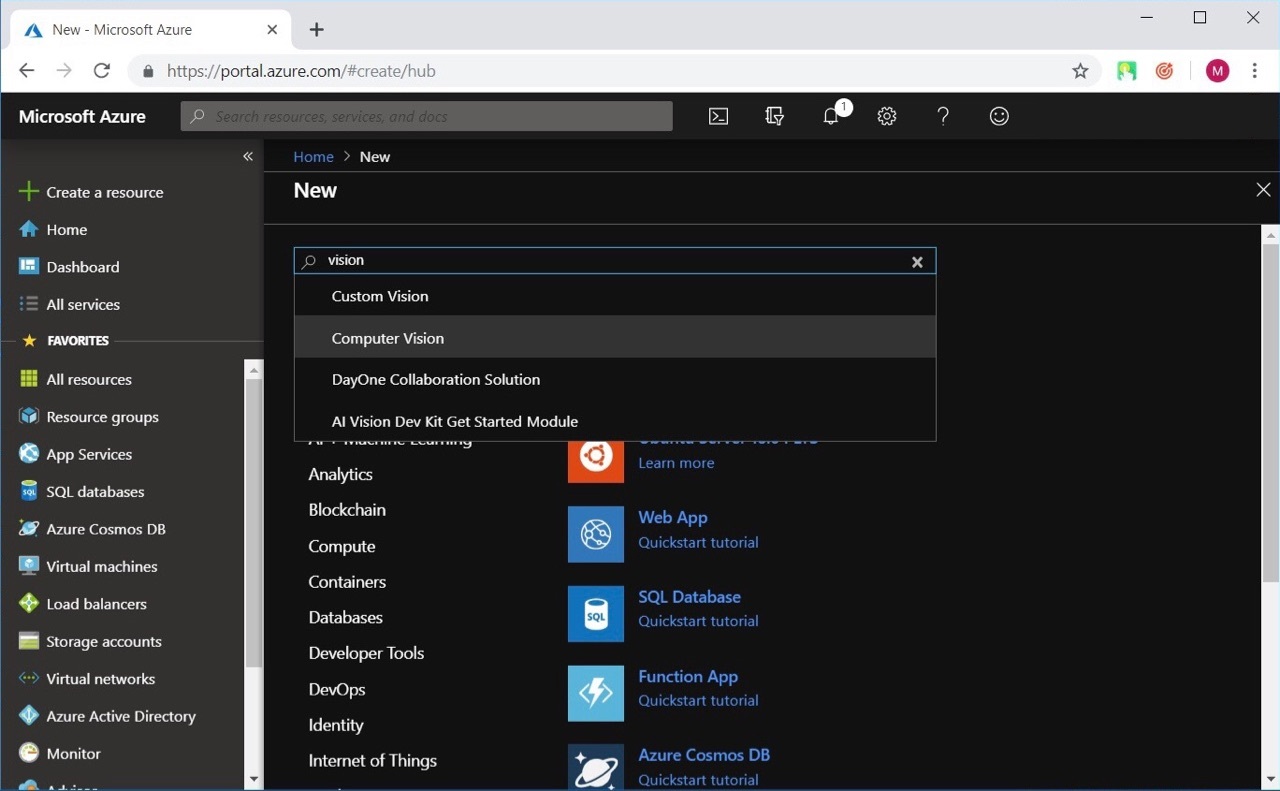 New - Microsoft Azure
https://portal.azure.com/#create/hub
M
Microsoft Azure
Search resources, services, and docs
1
Create a resource
Home
Dashboard
All services
FAVORITES
All resources
Resource groups
App Services
SQL databases
Azure Cosmos DB
Virtual machines
Load balancers
Storage accounts
Virtual networks
Azure Active Directory
Monitor
Home > New
New
vision
Custom Vision
Computer Vision
DayOne Collaboration Solution
AI Vision Dev Kit Get Started Module
AI + Machine Learning
Analytics
Blockchain
Compute
Containers
Databases
Developer Tools
DevOps
Identity
Internet of Things
Learn more
Web App
Quickstart tutorial
SQL
SQL Database
Quickstart tutorial
Function App
Quickstart tutorial
Azure Cosmos DB
Quickstart tutorial